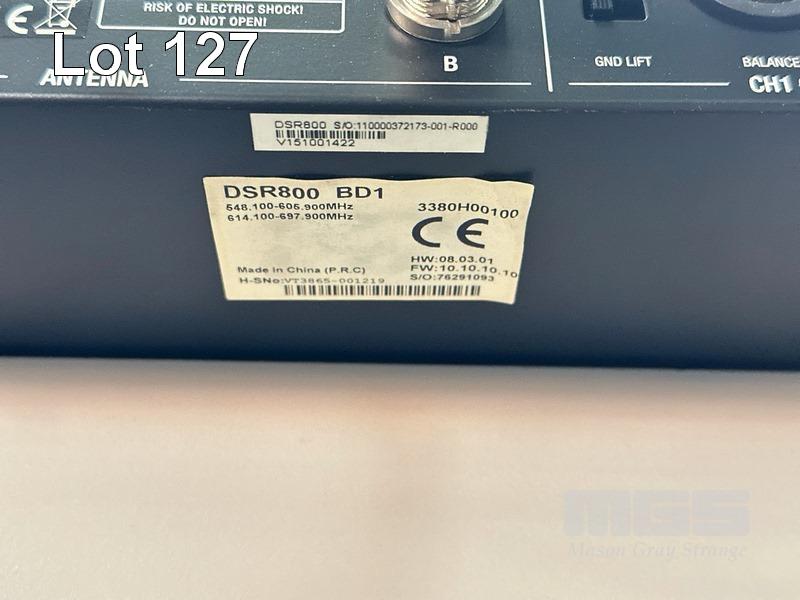 RISK OF ELECTRIC SHOCK!
DO NOT OPEN!
Lot 127
ANTENNA
B
GND LIFT
BALANCE
CH1
DSR800 S/O:110000372173-001-R000
V151001422
DSR800 BD1
548.100-605.900MHz
614.100-697.900MHz
3380H00100
CE
HW:08.03.01
Made in China (P.R.C)
FW:10.10.10.10
S/O:76291093
H-SNo:VT3865-001219
MGS
Mason Gray Strange